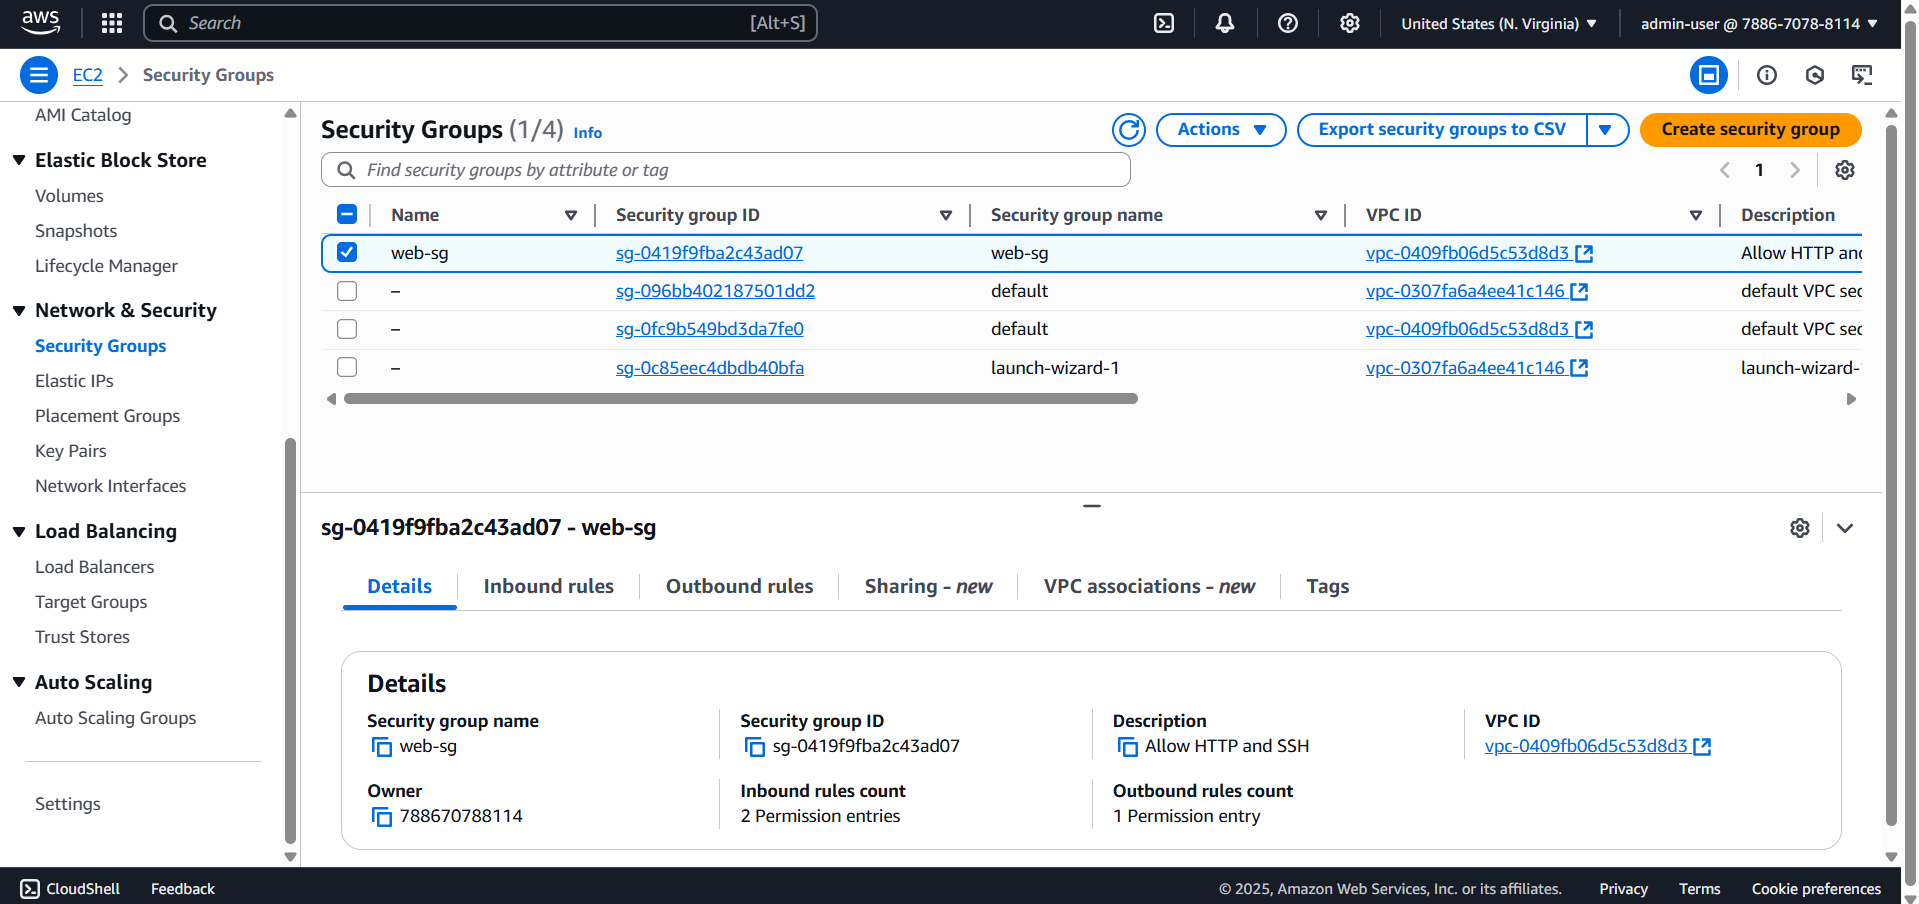 aws
Search [Alt+S]
United States (N. Virginia)
admin-user @ 7886-7078-8114
EC2 Security Groups
AMI Catalog
Elastic Block Store
Volumes
Snapshots
Lifecycle Manager
Network & Security
Security Groups
Elastic IPs
Placement Groups
Key Pairs
Network Interfaces
Load Balancing
Load Balancers
Target Groups
Trust Stores
Auto Scaling
Auto Scaling Groups
Settings
Security Groups (1/4) Info
Actions
Export security groups to CSV
Create security group
Find security groups by attribute or tag
1
Name Security group ID Security group name VPC ID Description
web-sg sg-0419f9fba2c43ad07 web-sg vpc-0409fb06d5c53d8d3 Allow HTTP and
– sg-096bb402187501dd2 default vpc-0307fa6a4ee41c146 default VPC sec
– sg-0fc9b549bd3da7fe0 default vpc-0409fb06d5c53d8d3 default VPC sec
– sg-0c85eec4dbdb40bfa launch-wizard-1 vpc-0307fa6a4ee41c146 launch-wizard-
sg-0419f9fba2c43ad07 - web-sg
Details Inbound rules Outbound rules Sharing - new VPC associations - new Tags
Details
Security group name Security group ID Description VPC ID
web-sg sg-0419f9fba2c43ad07 Allow HTTP and SSH vpc-0409fb06d5c53d8d3
Owner Inbound rules count Outbound rules count
788670788114 2 Permission entries 1 Permission entry
CloudShell Feedback © 2025, Amazon Web Services, Inc. or its affiliates. Privacy Terms Cookie preferences